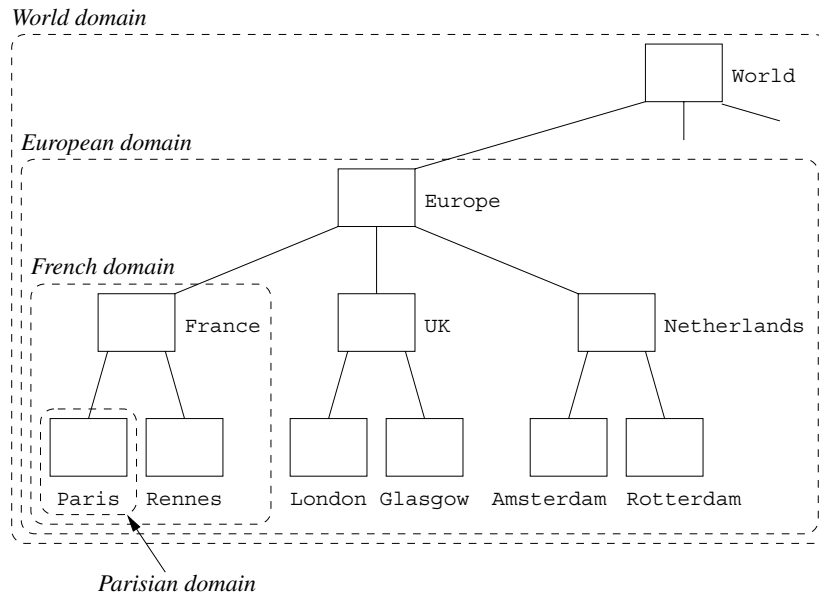 World domain
World
European domain
Europe
French domain
France
UK
Netherlands
Paris
Rennes
London
Glasgow
Amsterdam
Rotterdam
Parisian domain